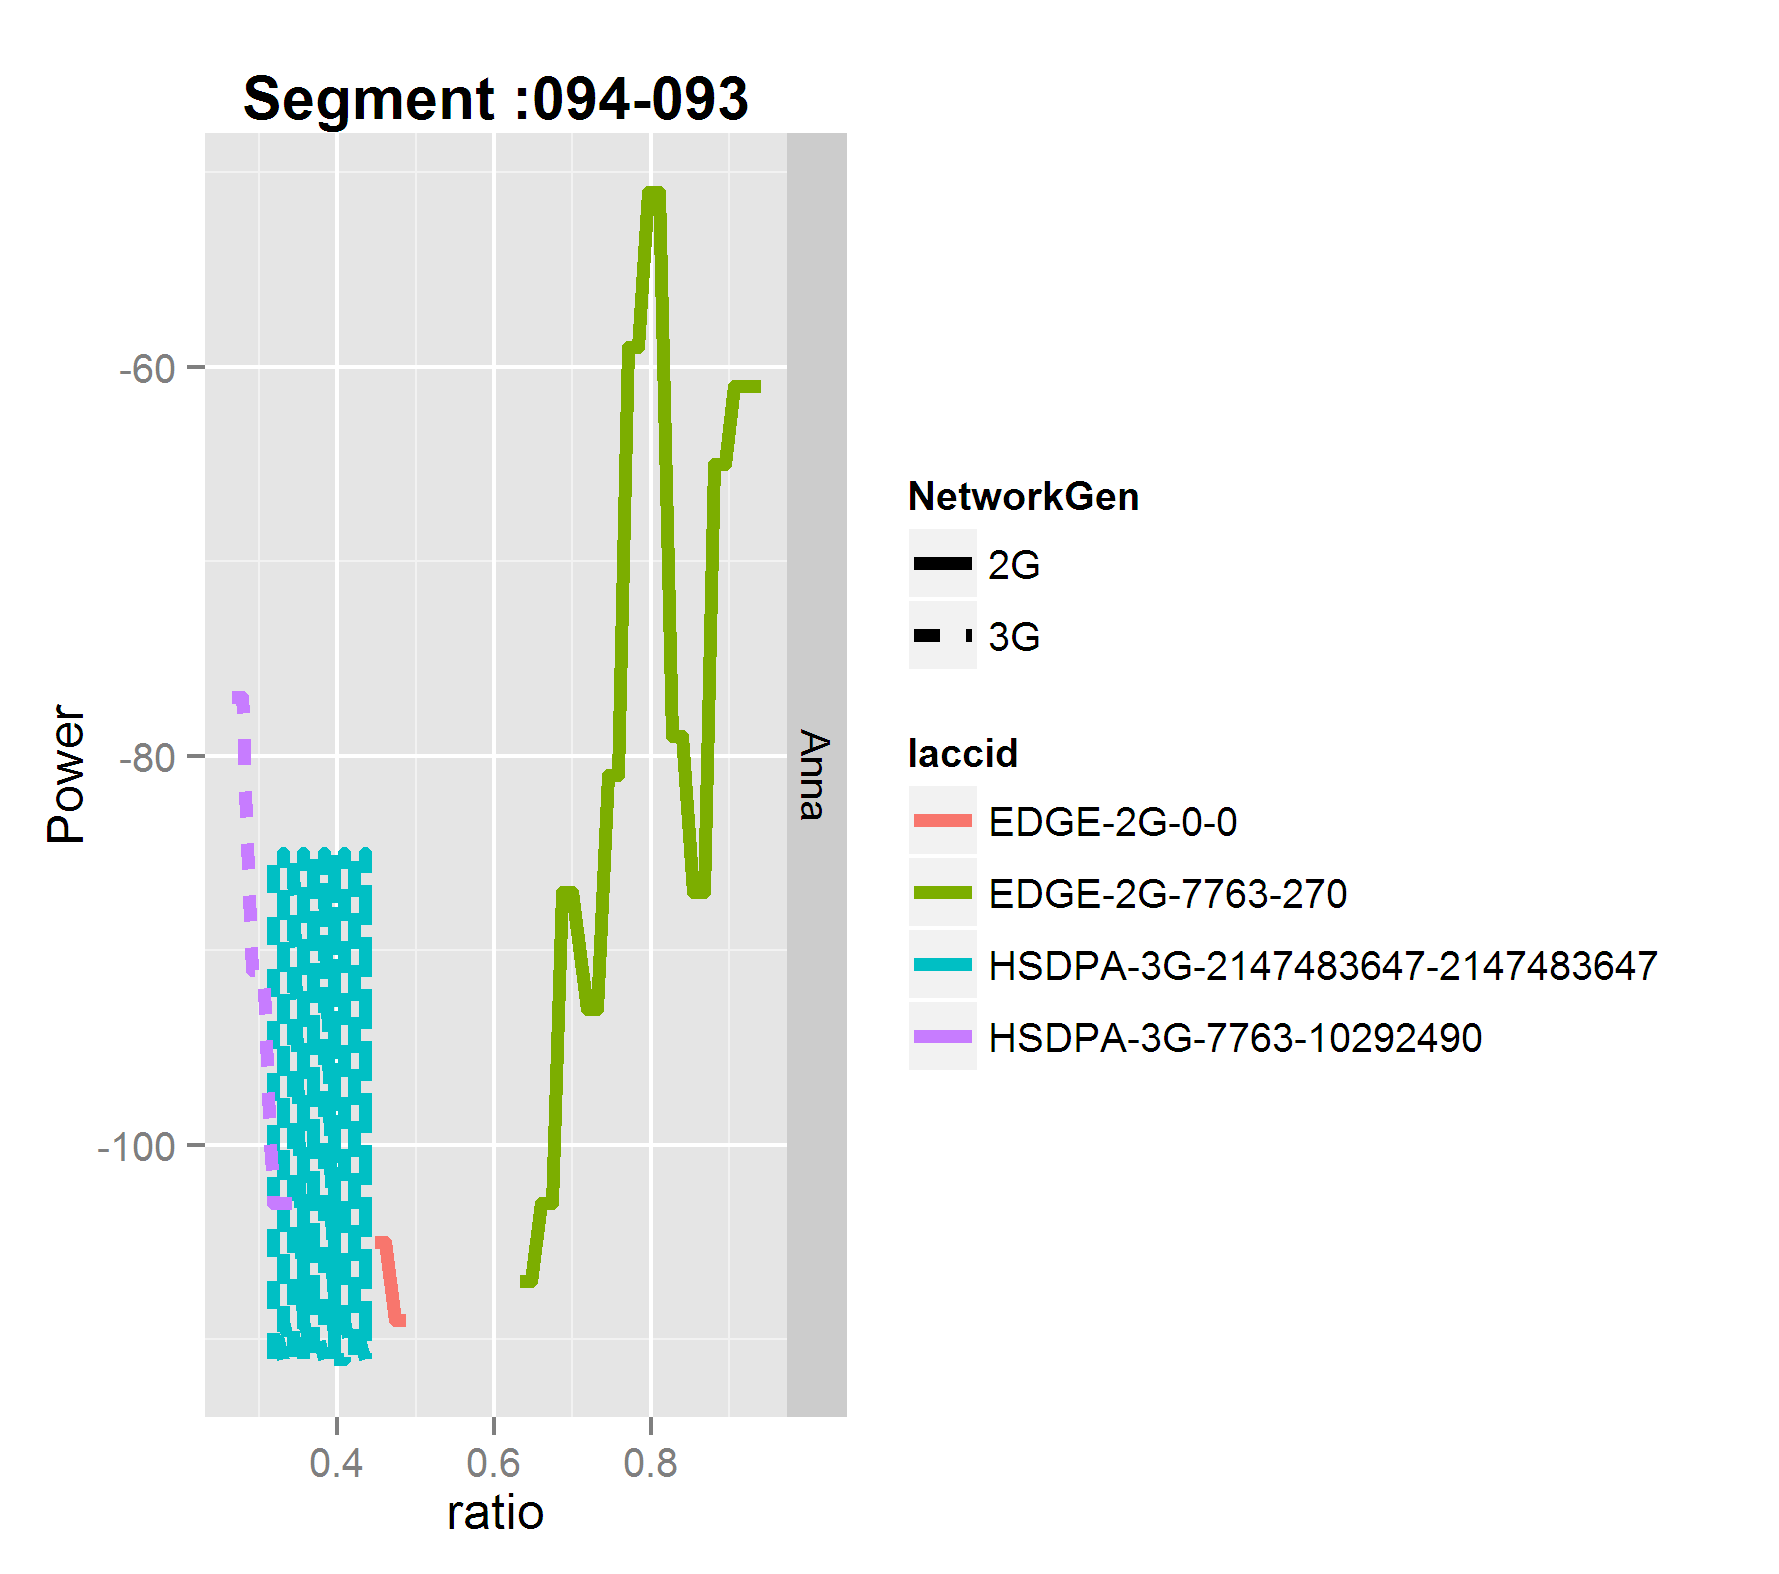 Segment :094-093
Power
-60
-80
-100
0.4
0.6
0.8
ratio
Anna
NetworkGen
2G
3G
laccid
EDGE-2G-0-0
EDGE-2G-7763-270
HSDPA-3G-2147483647-2147483647
HSDPA-3G-7763-10292490